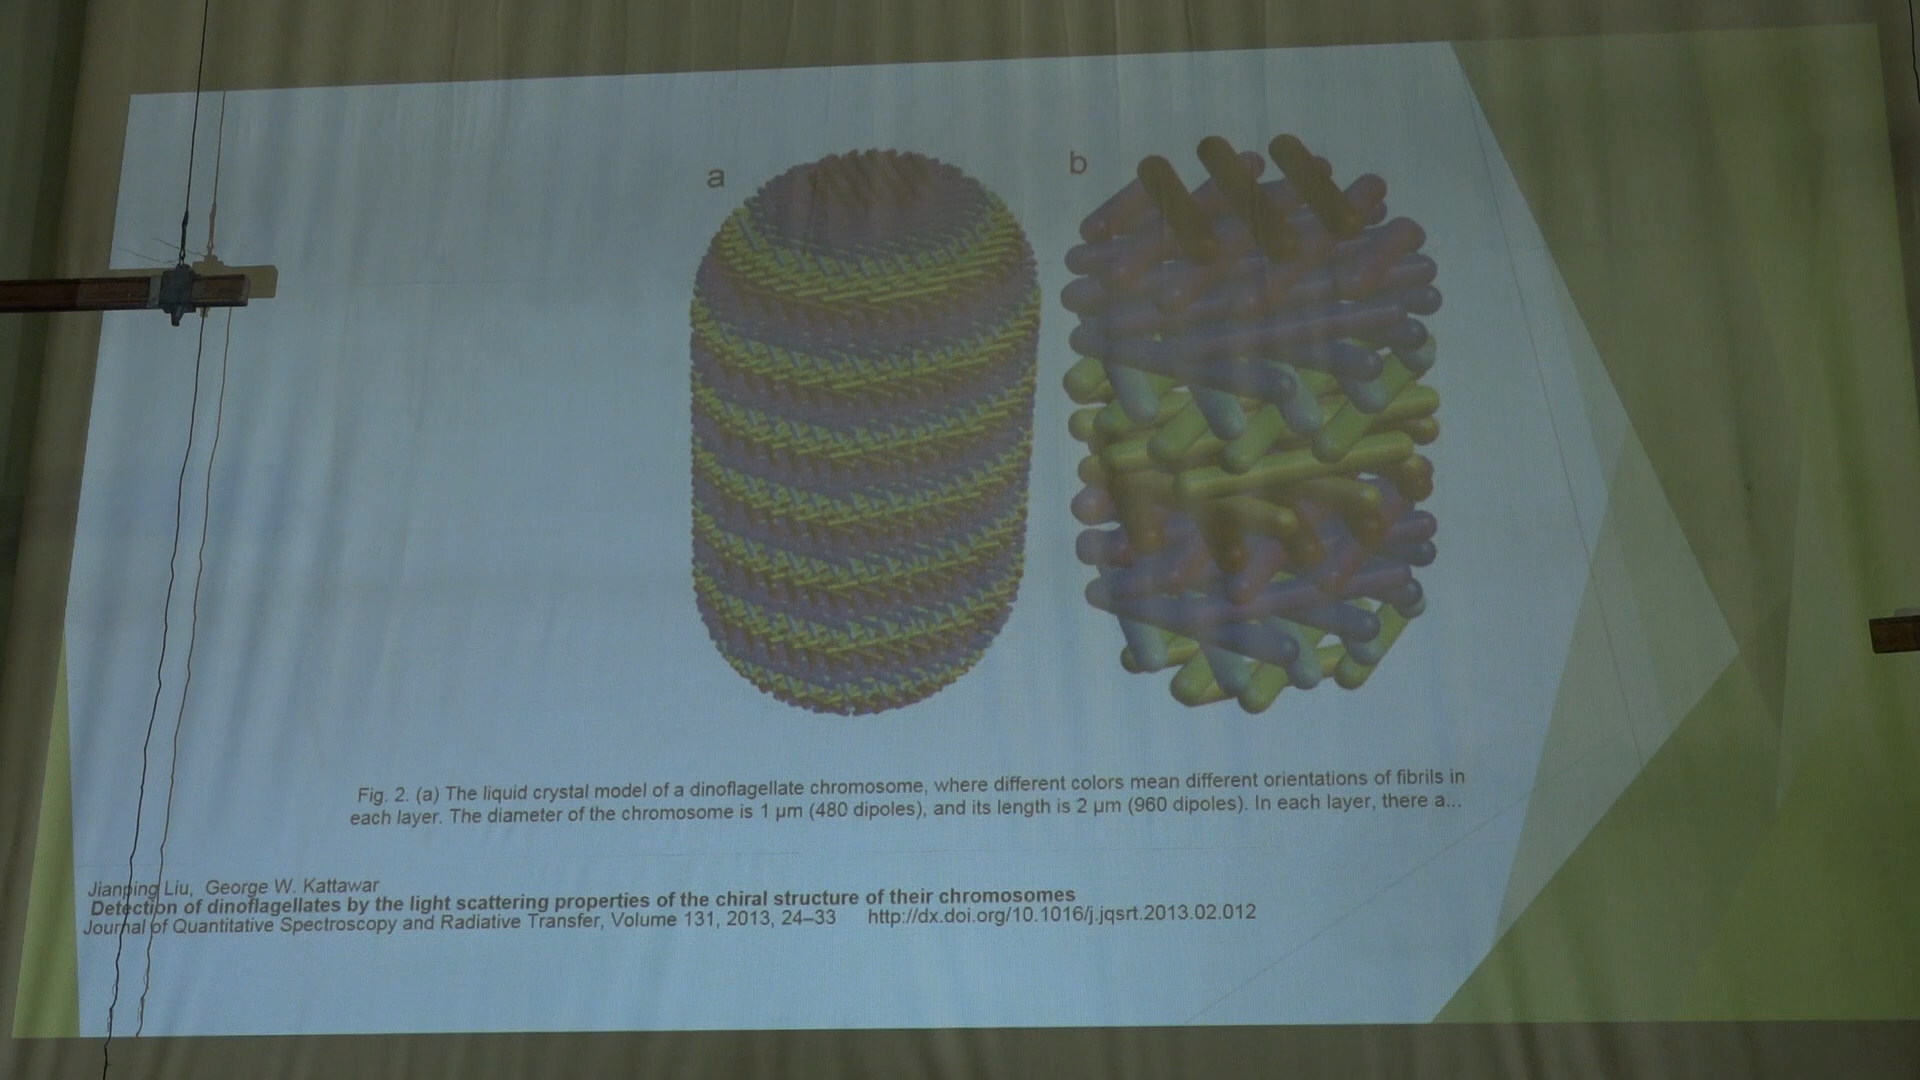 a
b
Fig. 2. (a) The liquid crystal model of a dinoflagellate chromosome, where different colors mean different orientations of fibrils in
each layer. The diameter of the chromosome is 1 µm (480 dipoles), and its length is 2 µm (960 dipoles). In each layer, there a...
Jianping Liu, George W. Kattawar
Detection of dinoflagellates by the light scattering properties of the chiral structure of their chromosomes
Journal of Quantitative Spectroscopy and Radiative Transfer, Volume 131, 2013, 24–33 http://dx.doi.org/10.1016/j.jqsrt.2013.02.012